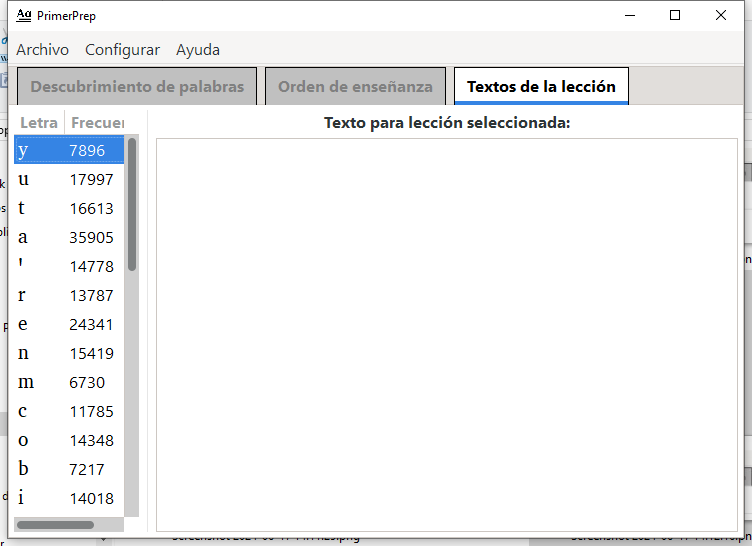 PrimerPrep
Archivo Configurar Ayuda
Descubrimiento de palabras Orden de enseñanza Textos de la lección
Letra Frecue
Texto para lección seleccionada:
y 7896
u 17997
t 16613
a 35905
' 14778
r 13787
e 24341
n 15419
m 6730
c 11785
o 14348
b 7217
i 14018